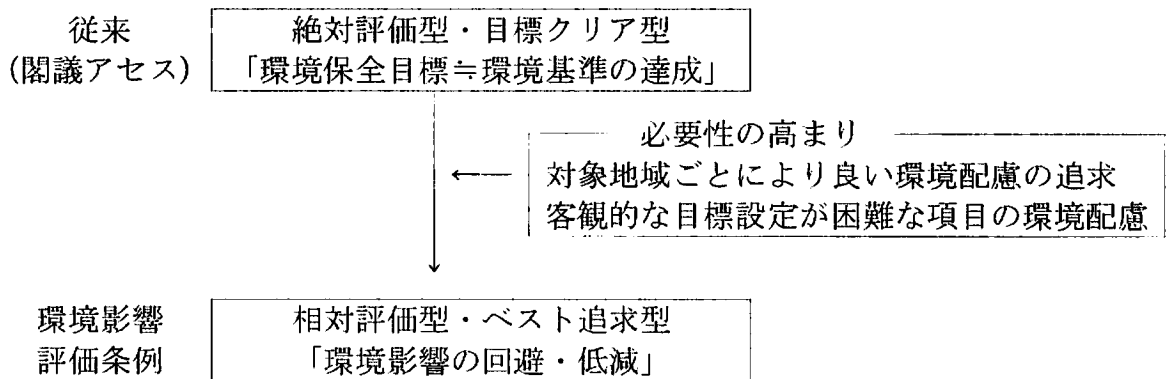 従来
(閣議アセス)
絶対評価型・目標クリア型
「環境保全目標≒環境基準の達成」
必要性の高まり
←
対象地域ごとにより良い環境配慮の追求
客観的な目標設定が困難な項目の環境配慮
環境影響
評価条例
相対評価型・ベスト追求型
「環境影響の回避・低減」